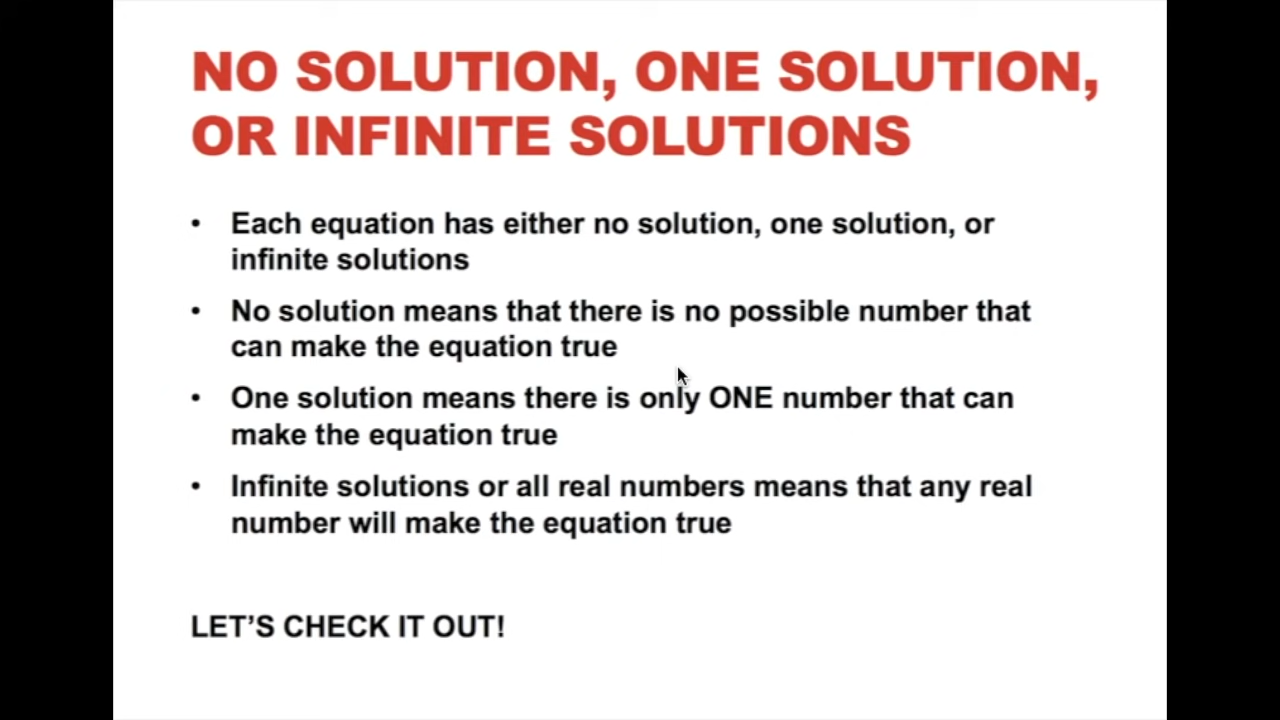 NO SOLUTION, ONE SOLUTION,
OR INFINITE SOLUTIONS
• Each equation has either no solution, one solution, or
infinite solutions
• No solution means that there is no possible number that
can make the equation true
• One solution means there is only ONE number that can
make the equation true
• Infinite solutions or all real numbers means that any real
number will make the equation true
LET’S CHECK IT OUT!